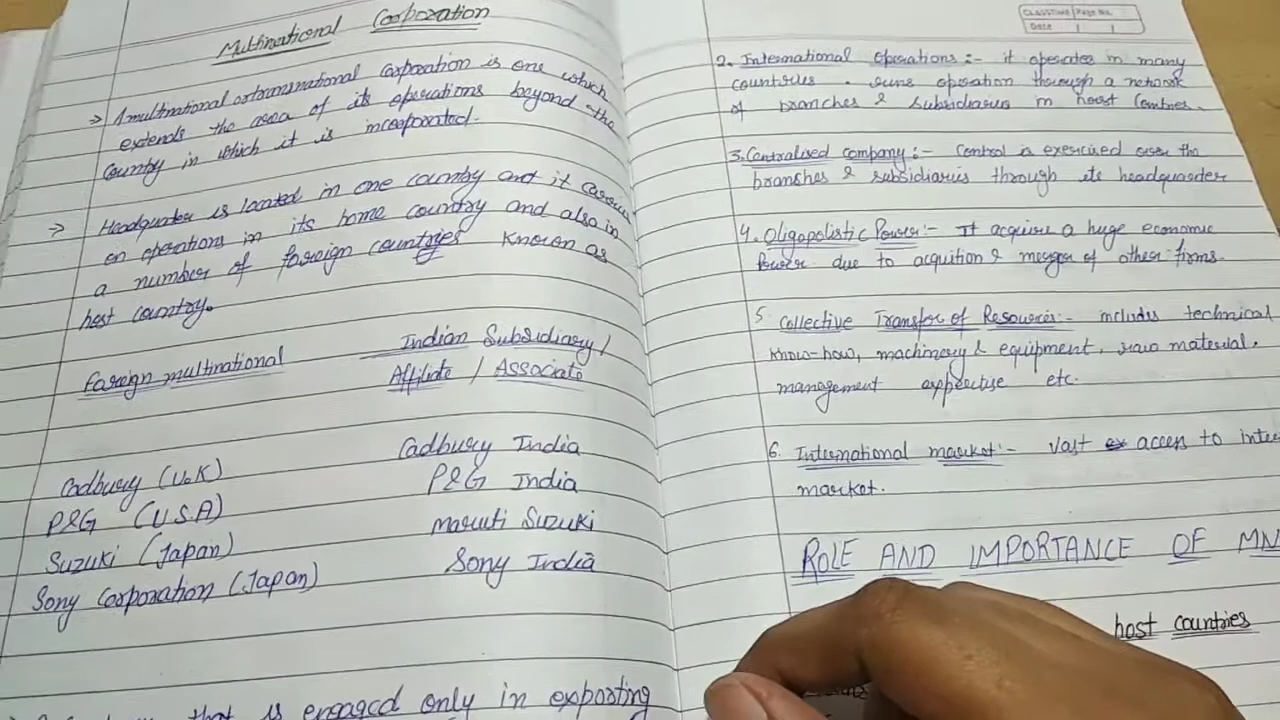 Multinational Corporation
→ A multinational or transnational corporation is one which
extends the area of its operations beyond the
country in which it is incorporated.
→ Headquater is located in one country and it carries
on operations in its home country and also in
a number of foreign countries known as
host country.
Foreign multinational
Indian Subsidiary /
Affiliate / Associate
Cadbury (U.K) Cadbury India
P&G (U.S.A) P&G India
Suzuki (Japan) maruti Suzuki
Sony Corporation (Japan) Sony India
that is engaged only in exporting
CLASSTIME PAGE NO.
Date
2. International operations:- it operates in many
countries. runs operation through a network
of branches & subsidiaries in host Countries.
3. Centralised company:- Control is exercised over the
branches & subsidiaries through its headquarter
4. Oligopolistic Power:- It acquire a huge economic
Power due to acquition & merger of other firms.
5 Collective Transfer of Resources:- includes technical
know-how, machinery & equipment, raw material,
management expertise etc.
6. International market:- Vast access to inter
market.
ROLE AND IMPORTANCE OF MN
host countries